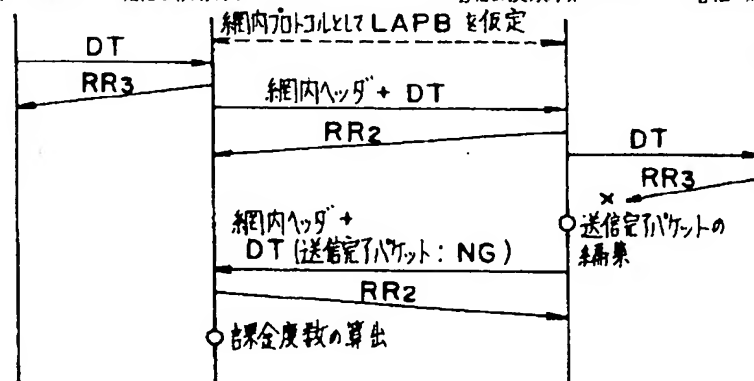 網内プロトコルとしてLAPBを仮定
DT
RR3
網内ヘッダ+DT
RR2
DT
RR3
×
網内ヘッダ+
DT(送信完了パケット:NG)
送信完了パケットの
編集
RR2
課金度数の算出